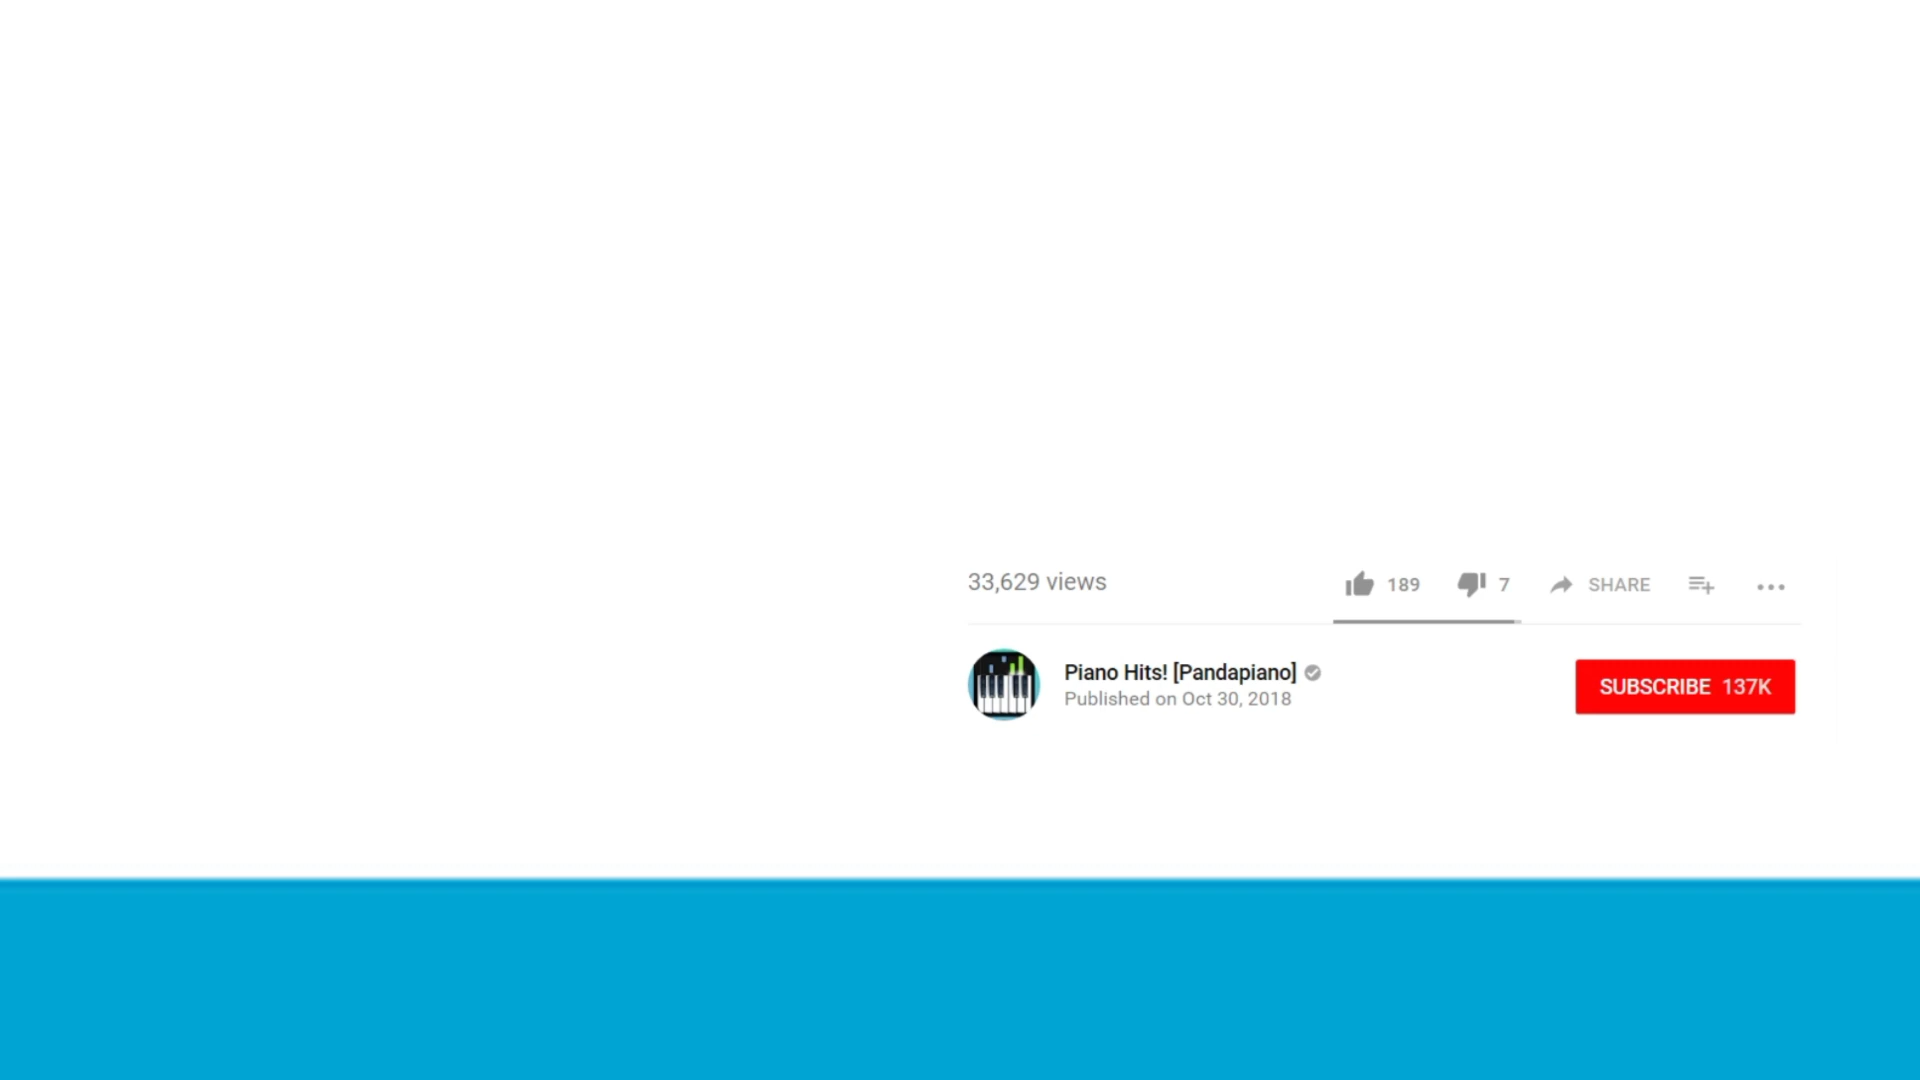 33,629 views 189 7 SHARE
Piano Hits! [Pandapiano]
Published on Oct 30, 2018
SUBSCRIBE 137K